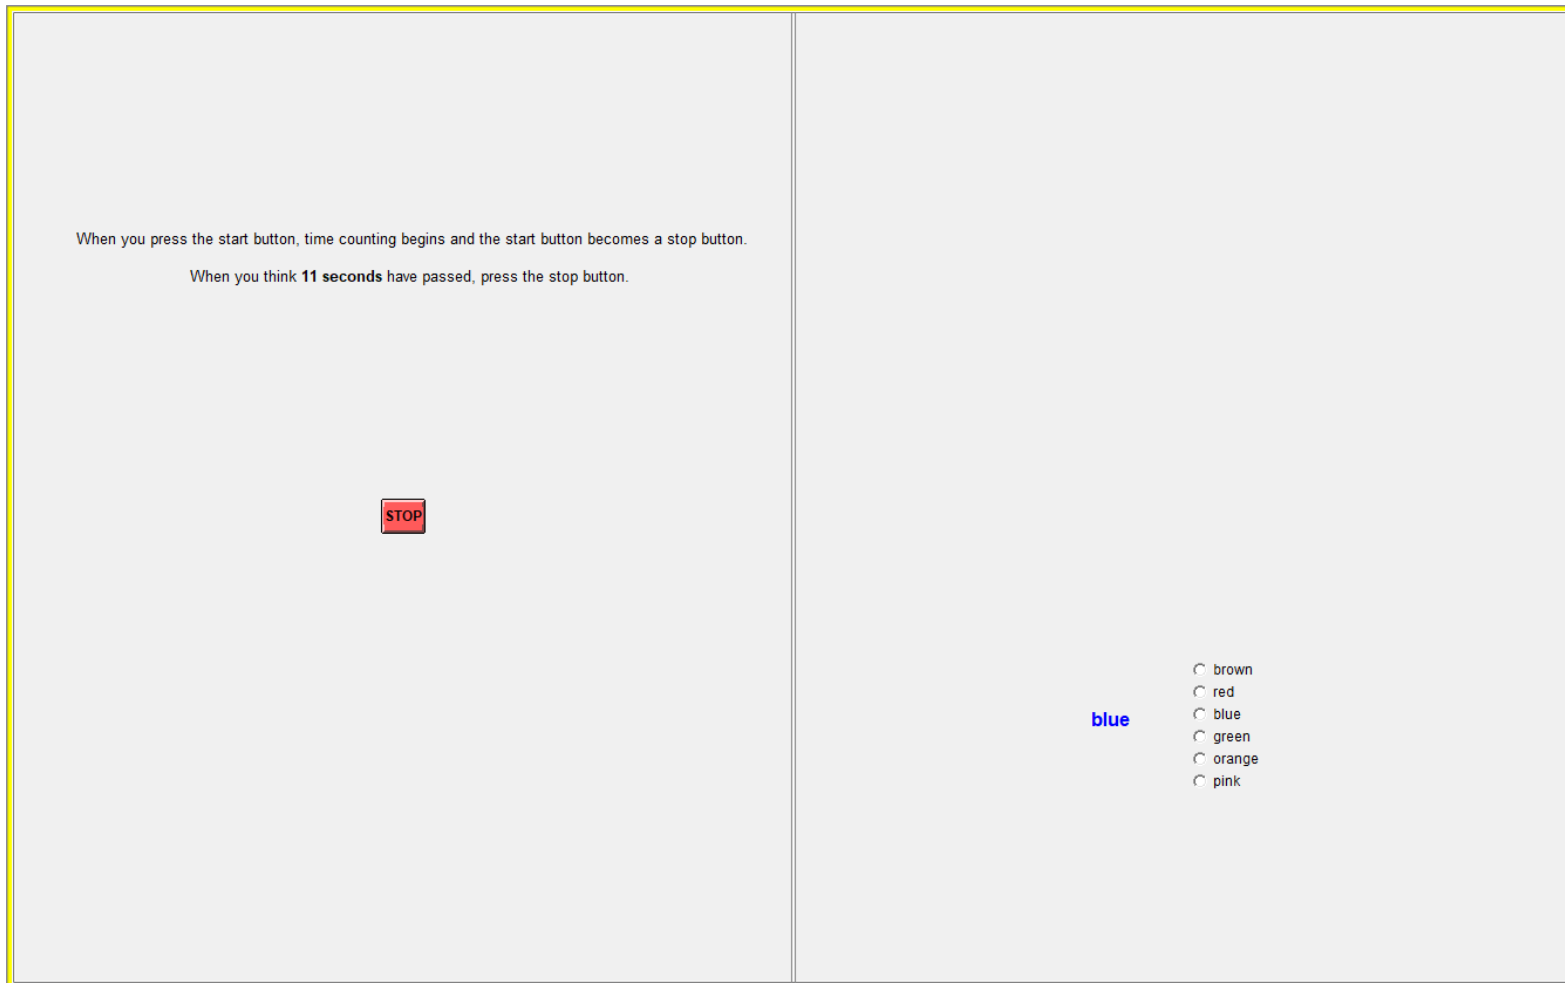 When you press the start button, time counting begins and the start button becomes a stop button.
When you think 11 seconds have passed, press the stop button.
STOP
blue
brown
red
blue
green
orange
pink